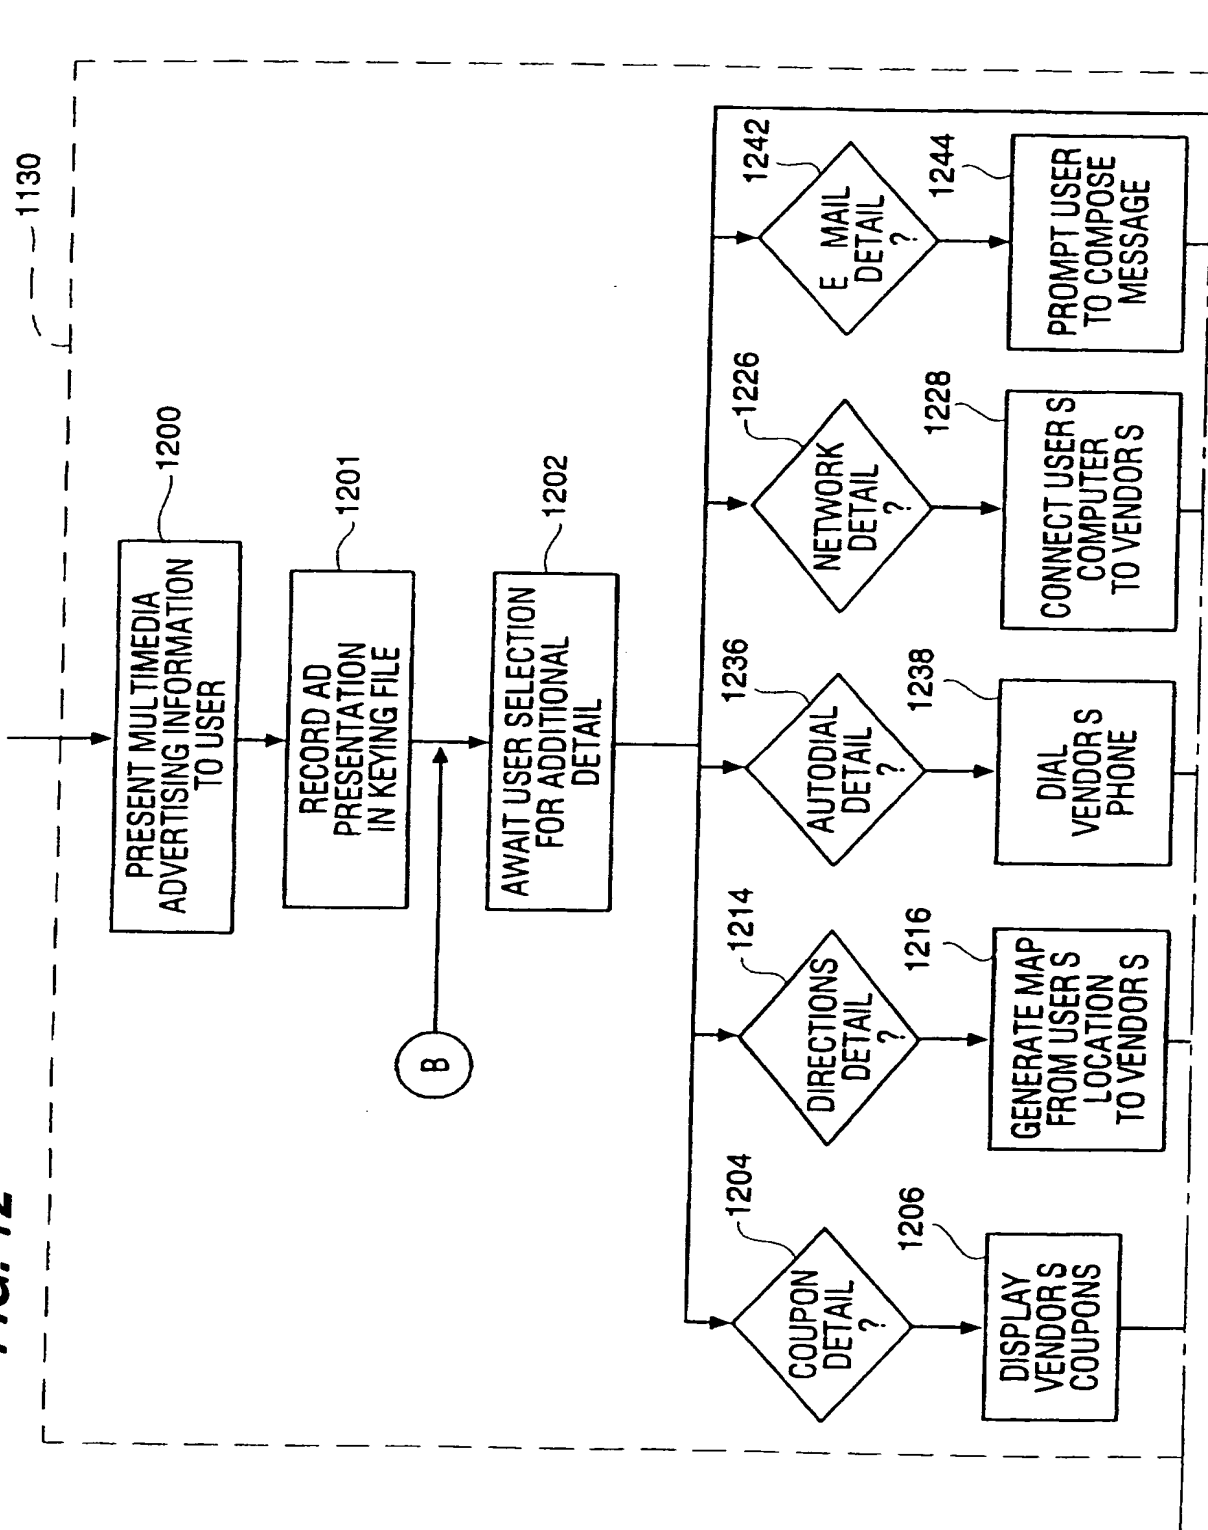 FIG. 12
1130
PRESENT MULTIMEDIA
ADVERTISING INFORMATION
TO USER
1200
RECORD AD
PRESENTATION
IN KEYING FILE
1201
B
AWAIT USER SELECTION
FOR ADDITIONAL
DETAIL
1202
COUPON
DETAIL
?
1204
DIRECTIONS
DETAIL
?
1214
AUTODIAL
DETAIL
?
1236
NETWORK
DETAIL
?
1226
E MAIL
DETAIL
?
1242
DISPLAY
VENDOR S
COUPONS
1206
GENERATE MAP
FROM USER S
LOCATION
TO VENDOR S
1216
DIAL
VENDOR S
PHONE
1238
CONNECT USER S
COMPUTER
TO VENDOR S
1228
PROMPT USER
TO COMPOSE
MESSAGE
1244